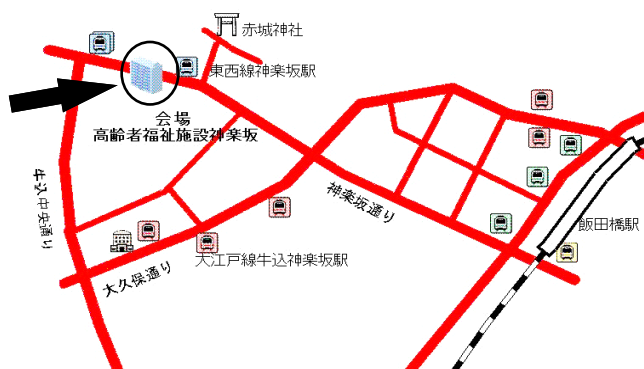 赤城神社
東西線神楽坂駅
会場
高齢者福祉施設神楽坂
牛込中央通り
神楽坂通り
飯田橋駅
大江戸線牛込神楽坂駅
大久保通り